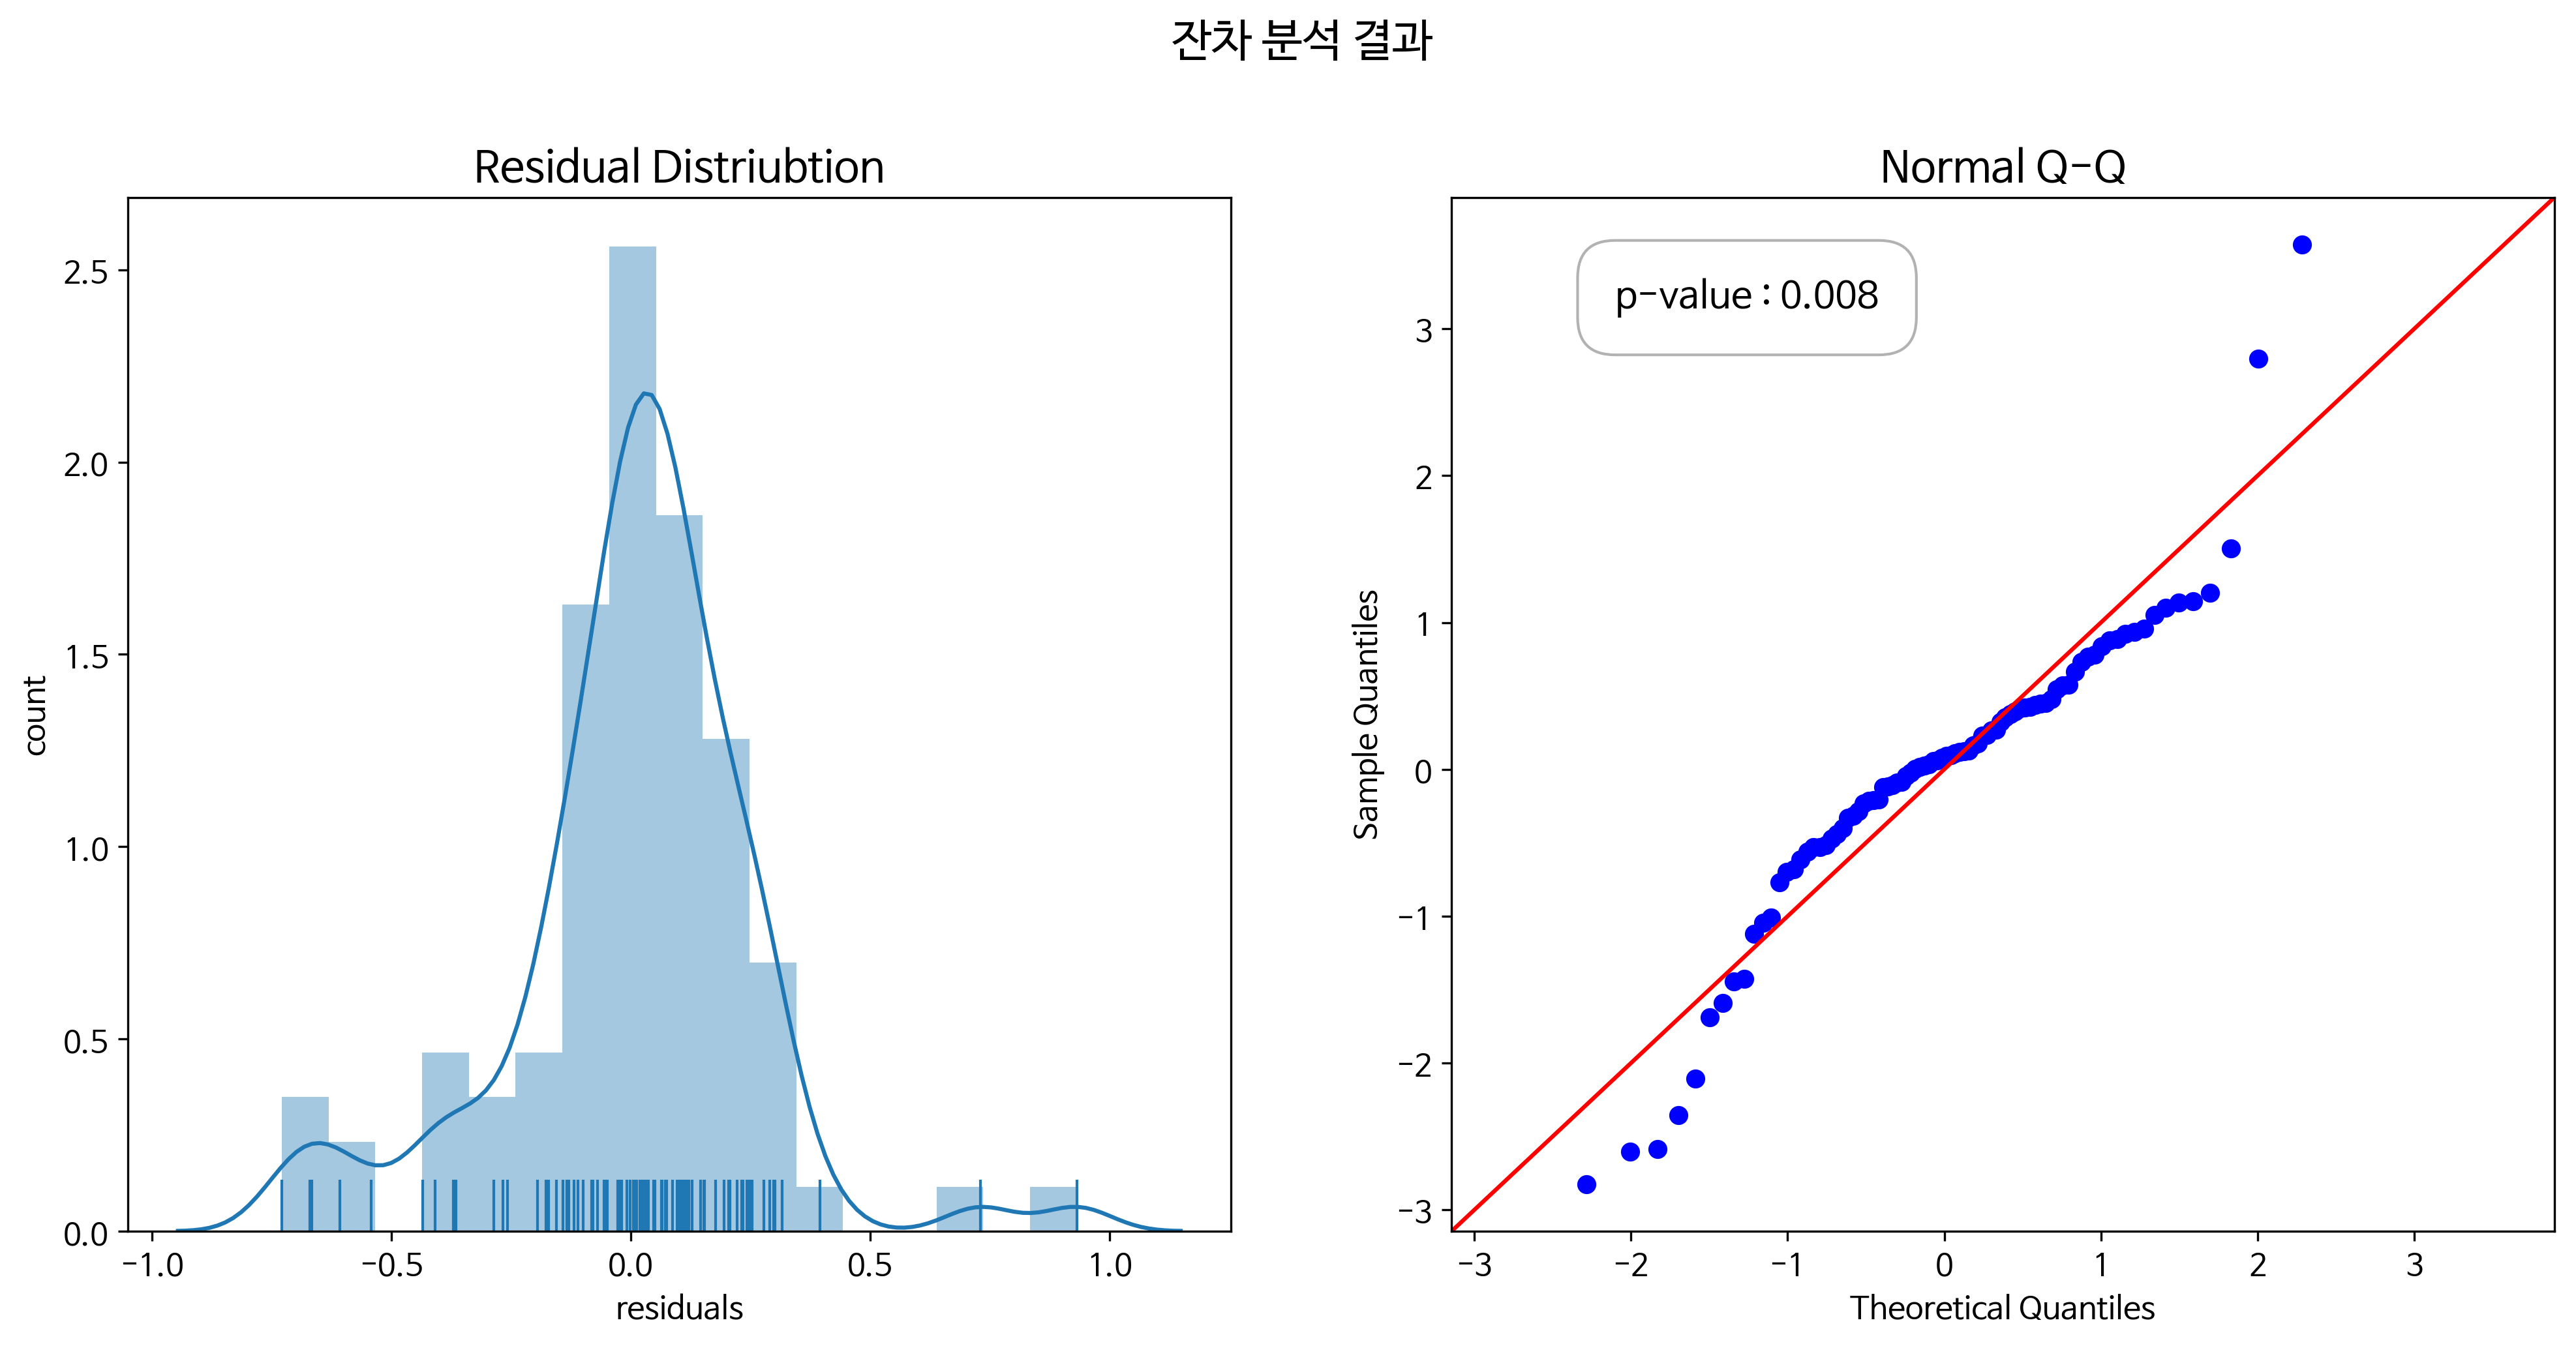 잔차 분석 결과
Residual Distriubtion
2.5
2.0
1.5
1.0
0.5
0.0
count
−1.0 −0.5 0.0 0.5 1.0
residuals
Normal Q−Q
p−value : 0.008
3
2
1
0
−1
−2
−3
Sample Quantiles
−3 −2 −1 0 1 2 3
Theoretical Quantiles